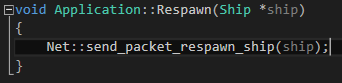 void Application::Respawn(Ship *ship)
{
    Net::send_packet_respawn_ship(ship);
}